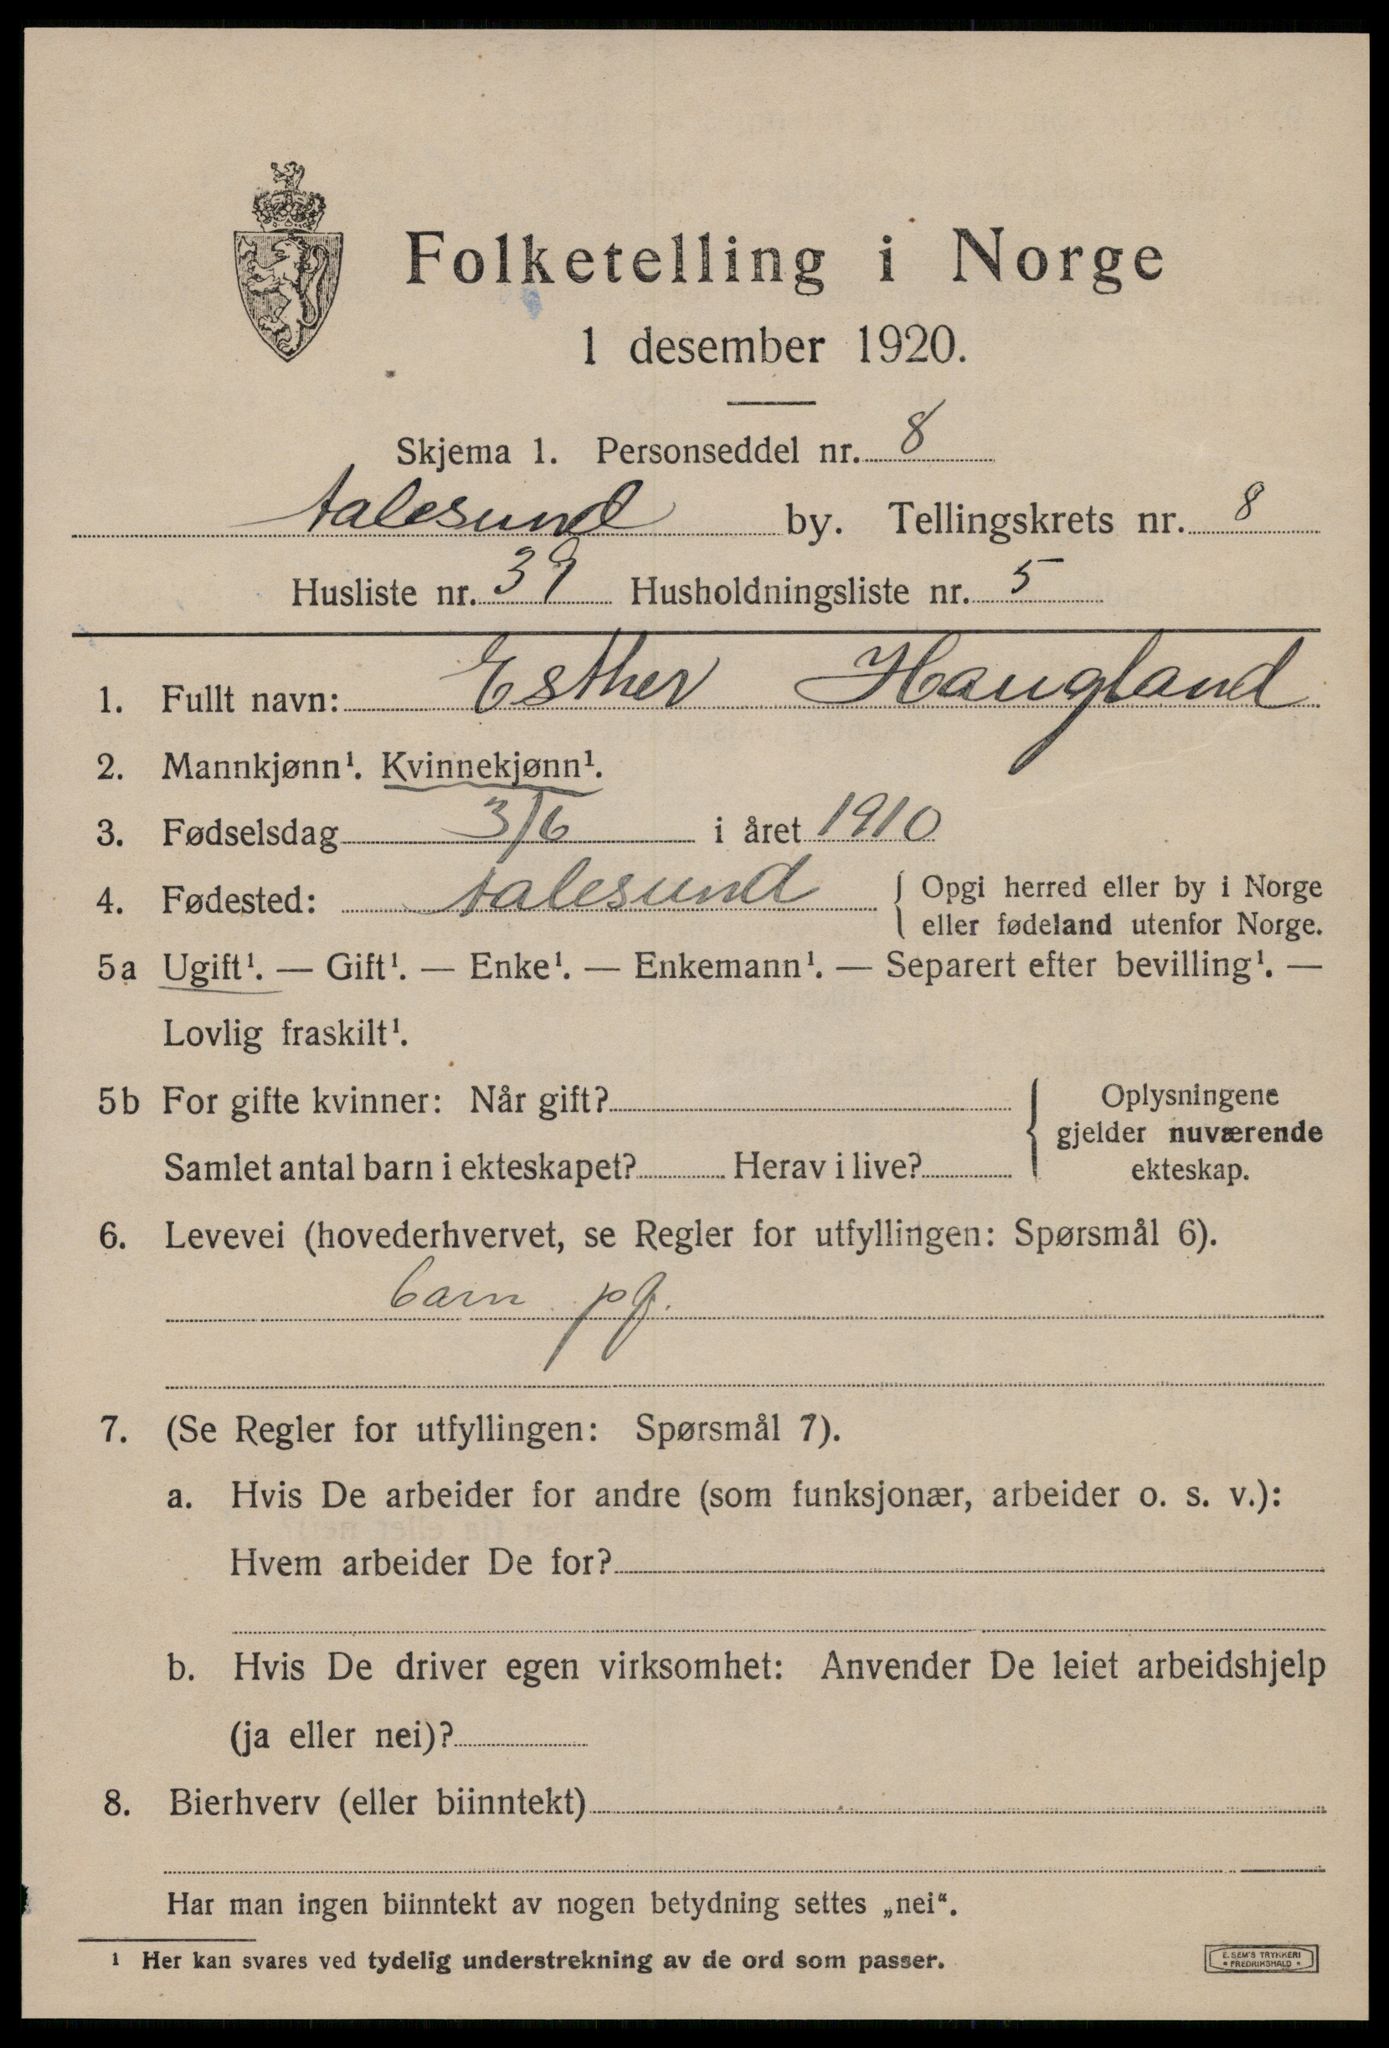 Folketelling i Norge
1 desember 1920.
Skjema 1. Personseddel nr. 8
Aalesund by. Tellingskrets nr. 8
Husliste nr. 39 Husholdningsliste nr. 5
1. Fullt navn: Esther Haugland
2. Mannkjønn¹. Kvinnekjønn¹.
3. Fødselsdag 3/6 i året 1910
4. Fødested: Aalesund { Opgi herred eller by i Norge
eller fødeland utenfor Norge.
5a Ugift¹. — Gift¹. — Enke¹. — Enkemann¹. — Separert efter bevilling¹. —
Lovlig fraskilt¹.
5b For gifte kvinner: Når gift?
Samlet antal barn i ekteskapet? Herav i live?
{ Oplysningene
gjelder nuværende
ekteskap.
6. Levevei (hovederhvervet, se Regler for utfyllingen: Spørsmål 6).
barn pf.
7. (Se Regler for utfyllingen: Spørsmål 7).
a. Hvis De arbeider for andre (som funksjonær, arbeider o. s. v.):
Hvem arbeider De for?
b. Hvis De driver egen virksomhet: Anvender De leiet arbeidshjelp
(ja eller nei)?
8. Bierhverv (eller biinntekt)
Har man ingen biinntekt av nogen betydning settes „nei“.
¹ Her kan svares ved tydelig understrekning av de ord som passer.
E. SEM'S TRYKKERI
• FREDRIKSHALD •